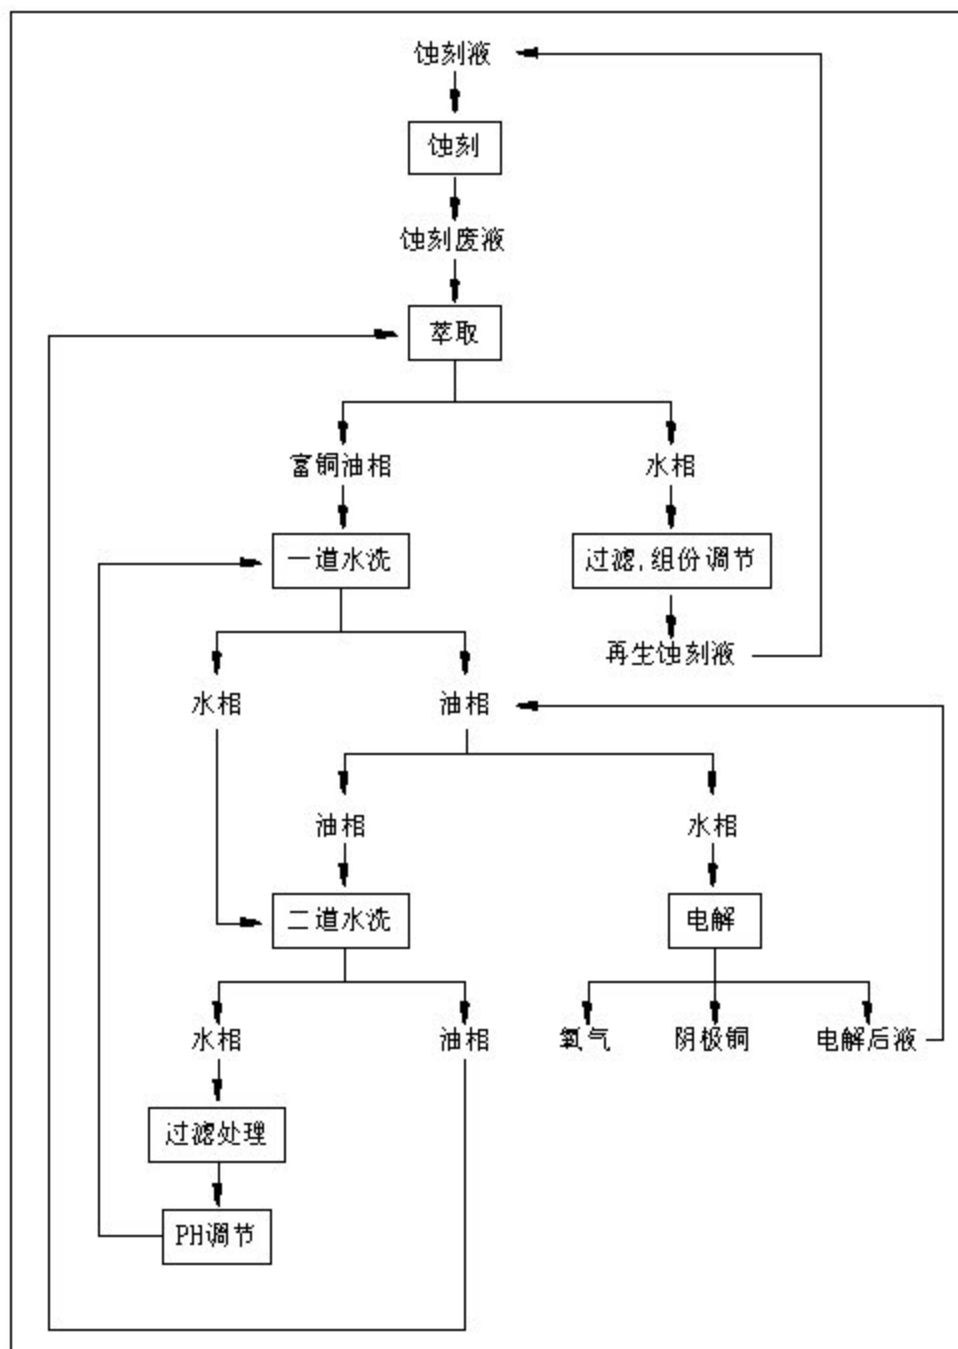 蚀刻液
蚀刻
蚀刻废液
萃取
富铜油相
水相
一道水洗
过滤,组份调节
再生蚀刻液
水相
油相
油相
水相
二道水洗
电解
水相
油相
氧气
阴极铜
电解后液
过滤处理
PH调节